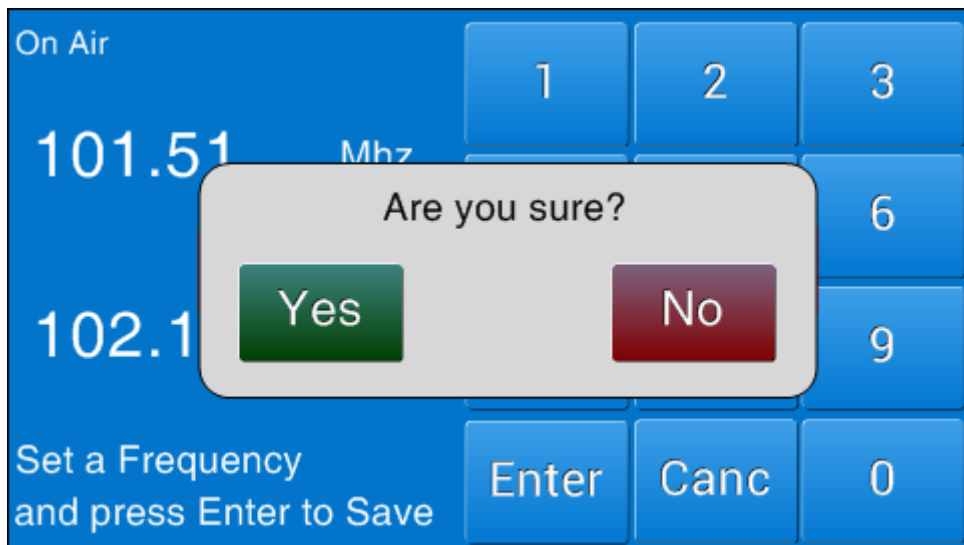 On Air
1 2 3
101.51 Mhz
Are you sure?
6
Yes No
102.1
9
Set a Frequency
and press Enter to Save
Enter Canc 0